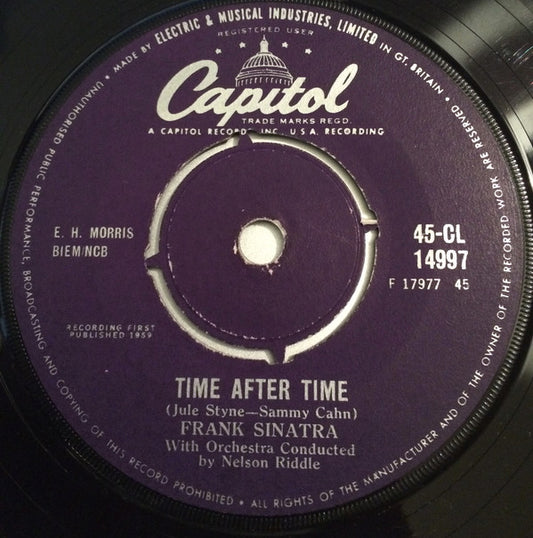 MADE BY ELECTRIC & MUSICAL INDUSTRIES, LIMITED IN GT. BRITAIN •
REGISTERED USER
Capitol
TRADE MARKS REGD.
A CAPITOL RECORDS, INC., U.S.A. RECORDING
E. H. MORRIS
BIEM/NCB
45-CL
14997
F 17977 45
RECORDING FIRST
PUBLISHED 1959
TIME AFTER TIME
(Jule Styne—Sammy Cahn)
FRANK SINATRA
With Orchestra Conducted
by Nelson Riddle
UNAUTHORISED PUBLIC PERFORMANCE, BROADCASTING AND COPYING OF THIS RECORD PROHIBITED • ALL RIGHTS OF THE MANUFACTURER AND OF THE OWNER OF THE RECORDED WORK ARE RESERVED